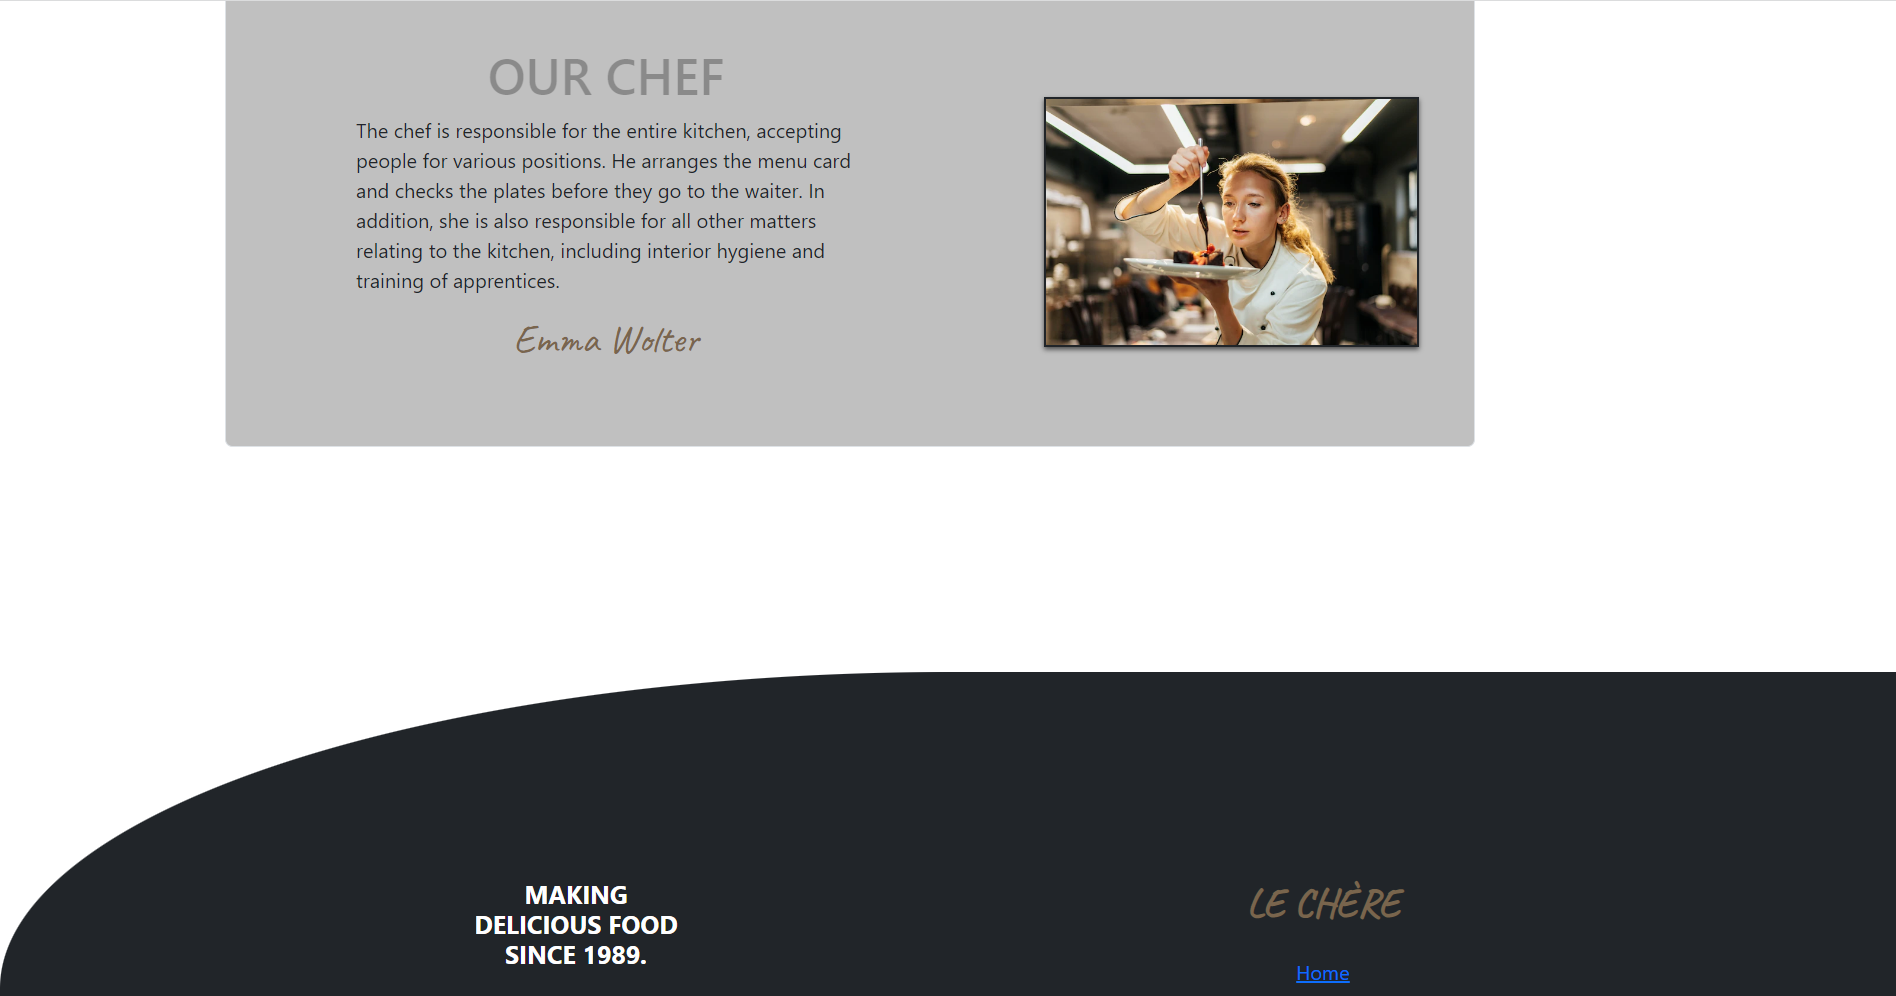 OUR CHEF
The chef is responsible for the entire kitchen, accepting
people for various positions. He arranges the menu card
and checks the plates before they go to the waiter. In
addition, she is also responsible for all other matters
relating to the kitchen, including interior hygiene and
training of apprentices.
Emma Wolter
MAKING
DELICIOUS FOOD
SINCE 1989.
LE CHÈRE
Home